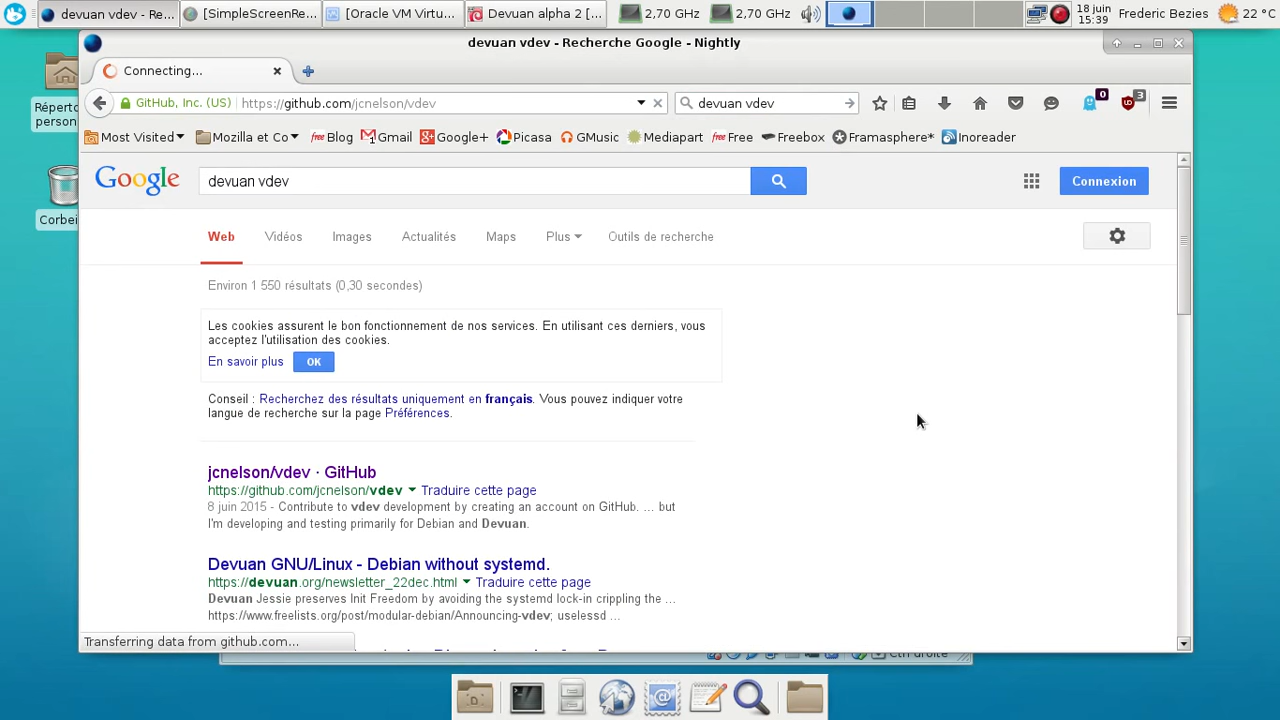 devuan vdev - Re...
[SimpleScreenRe...
[Oracle VM Virtu...
Devuan alpha 2 [...
2,70 GHz
2,70 GHz
18 juin
15:39
Frederic Bezies
22 °C
devuan vdev - Recherche Google - Nightly
Connecting...
GitHub, Inc. (US)
https://github.com/jcnelson/vdev
devuan vdev
0
3
Most Visited
Mozilla et Co
free Blog
Gmail
Google+
Picasa
GMusic
Mediapart
free Free
Freebox
Framasphère*
Inoreader
Répertoi
person
Corbei
Google
devuan vdev
Connexion
Web
Vidéos
Images
Actualités
Maps
Plus
Outils de recherche
Environ 1 550 résultats (0,30 secondes)
Les cookies assurent le bon fonctionnement de nos services. En utilisant ces derniers, vous
acceptez l'utilisation des cookies.
En savoir plus
OK
Conseil : Recherchez des résultats uniquement en français. Vous pouvez indiquer votre
langue de recherche sur la page Préférences.
jcnelson/vdev · GitHub
https://github.com/jcnelson/vdev
Traduire cette page
8 juin 2015 - Contribute to vdev development by creating an account on GitHub. ... but
I'm developing and testing primarily for Debian and Devuan.
Devuan GNU/Linux - Debian without systemd.
https://devuan.org/newsletter_22dec.html
Traduire cette page
Devuan Jessie preserves Init Freedom by avoiding the systemd lock-in crippling the ...
https://www.freelists.org/post/modular-debian/Announcing-vdev; uselessd ...
Transferring data from github.com...
Ctrl droite